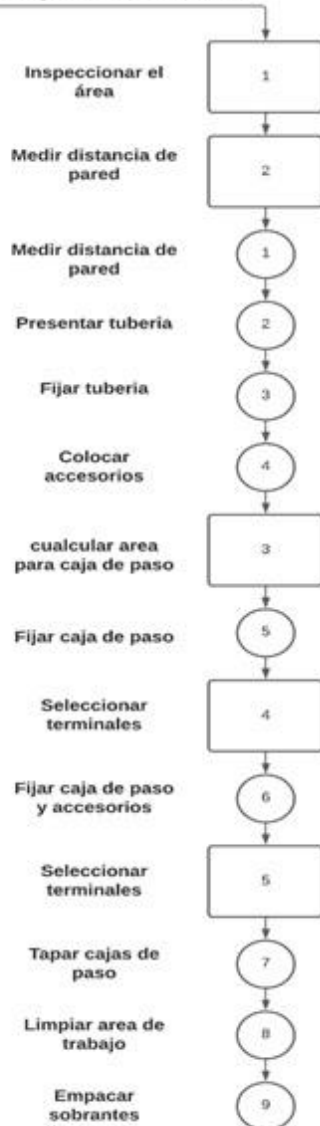 Inspeccionar el
área
1
Medir distancia de
pared
2
Medir distancia de
pared
1
Presentar tuberia
2
Fijar tuberia
3
Colocar
accesorios
4
cualcular area
para caja de paso
3
Fijar caja de paso
5
Seleccionar
terminales
4
Fijar caja de paso
y accesorios
6
Seleccionar
terminales
5
Tapar cajas de
paso
7
Limpiar area de
trabajo
8
Empacar
sobrantes
9